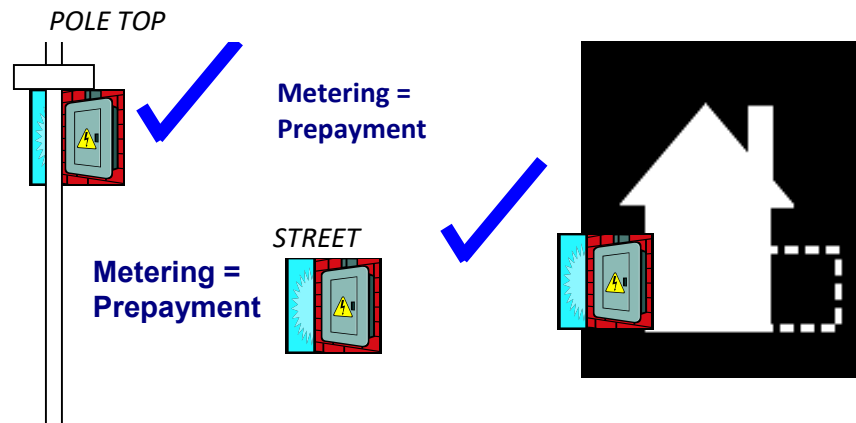 POLE TOP
Metering =
Prepayment
STREET
Metering =
Prepayment